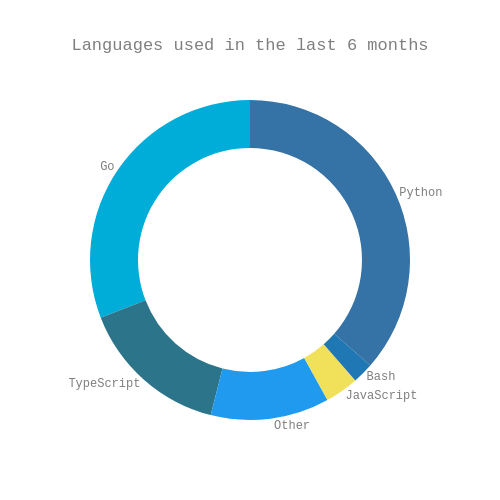 Languages used in the last 6 months
Go
Python
Bash
TypeScript
JavaScript
Other